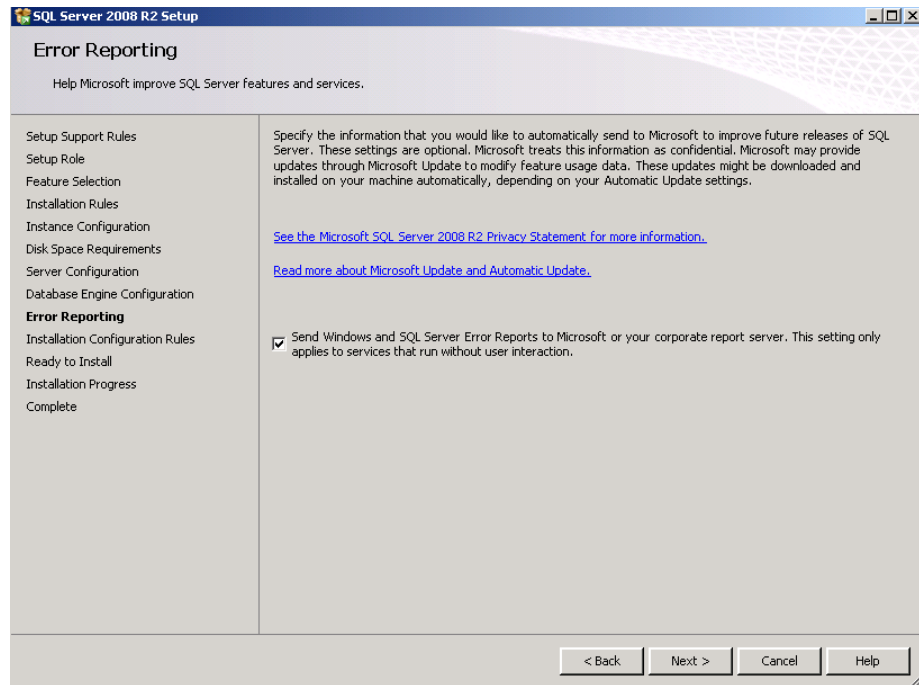 SQL Server 2008 R2 Setup
Error Reporting
Help Microsoft improve SQL Server features and services.
Setup Support Rules
Setup Role
Feature Selection
Installation Rules
Instance Configuration
Disk Space Requirements
Server Configuration
Database Engine Configuration
Error Reporting
Installation Configuration Rules
Ready to Install
Installation Progress
Complete
Specify the information that you would like to automatically send to Microsoft to improve future releases of SQL
Server. These settings are optional. Microsoft treats this information as confidential. Microsoft may provide
updates through Microsoft Update to modify feature usage data. These updates might be downloaded and
installed on your machine automatically, depending on your Automatic Update settings.
See the Microsoft SQL Server 2008 R2 Privacy Statement for more information.
Read more about Microsoft Update and Automatic Update.
Send Windows and SQL Server Error Reports to Microsoft or your corporate report server. This setting only
applies to services that run without user interaction.
< Back
Next >
Cancel
Help